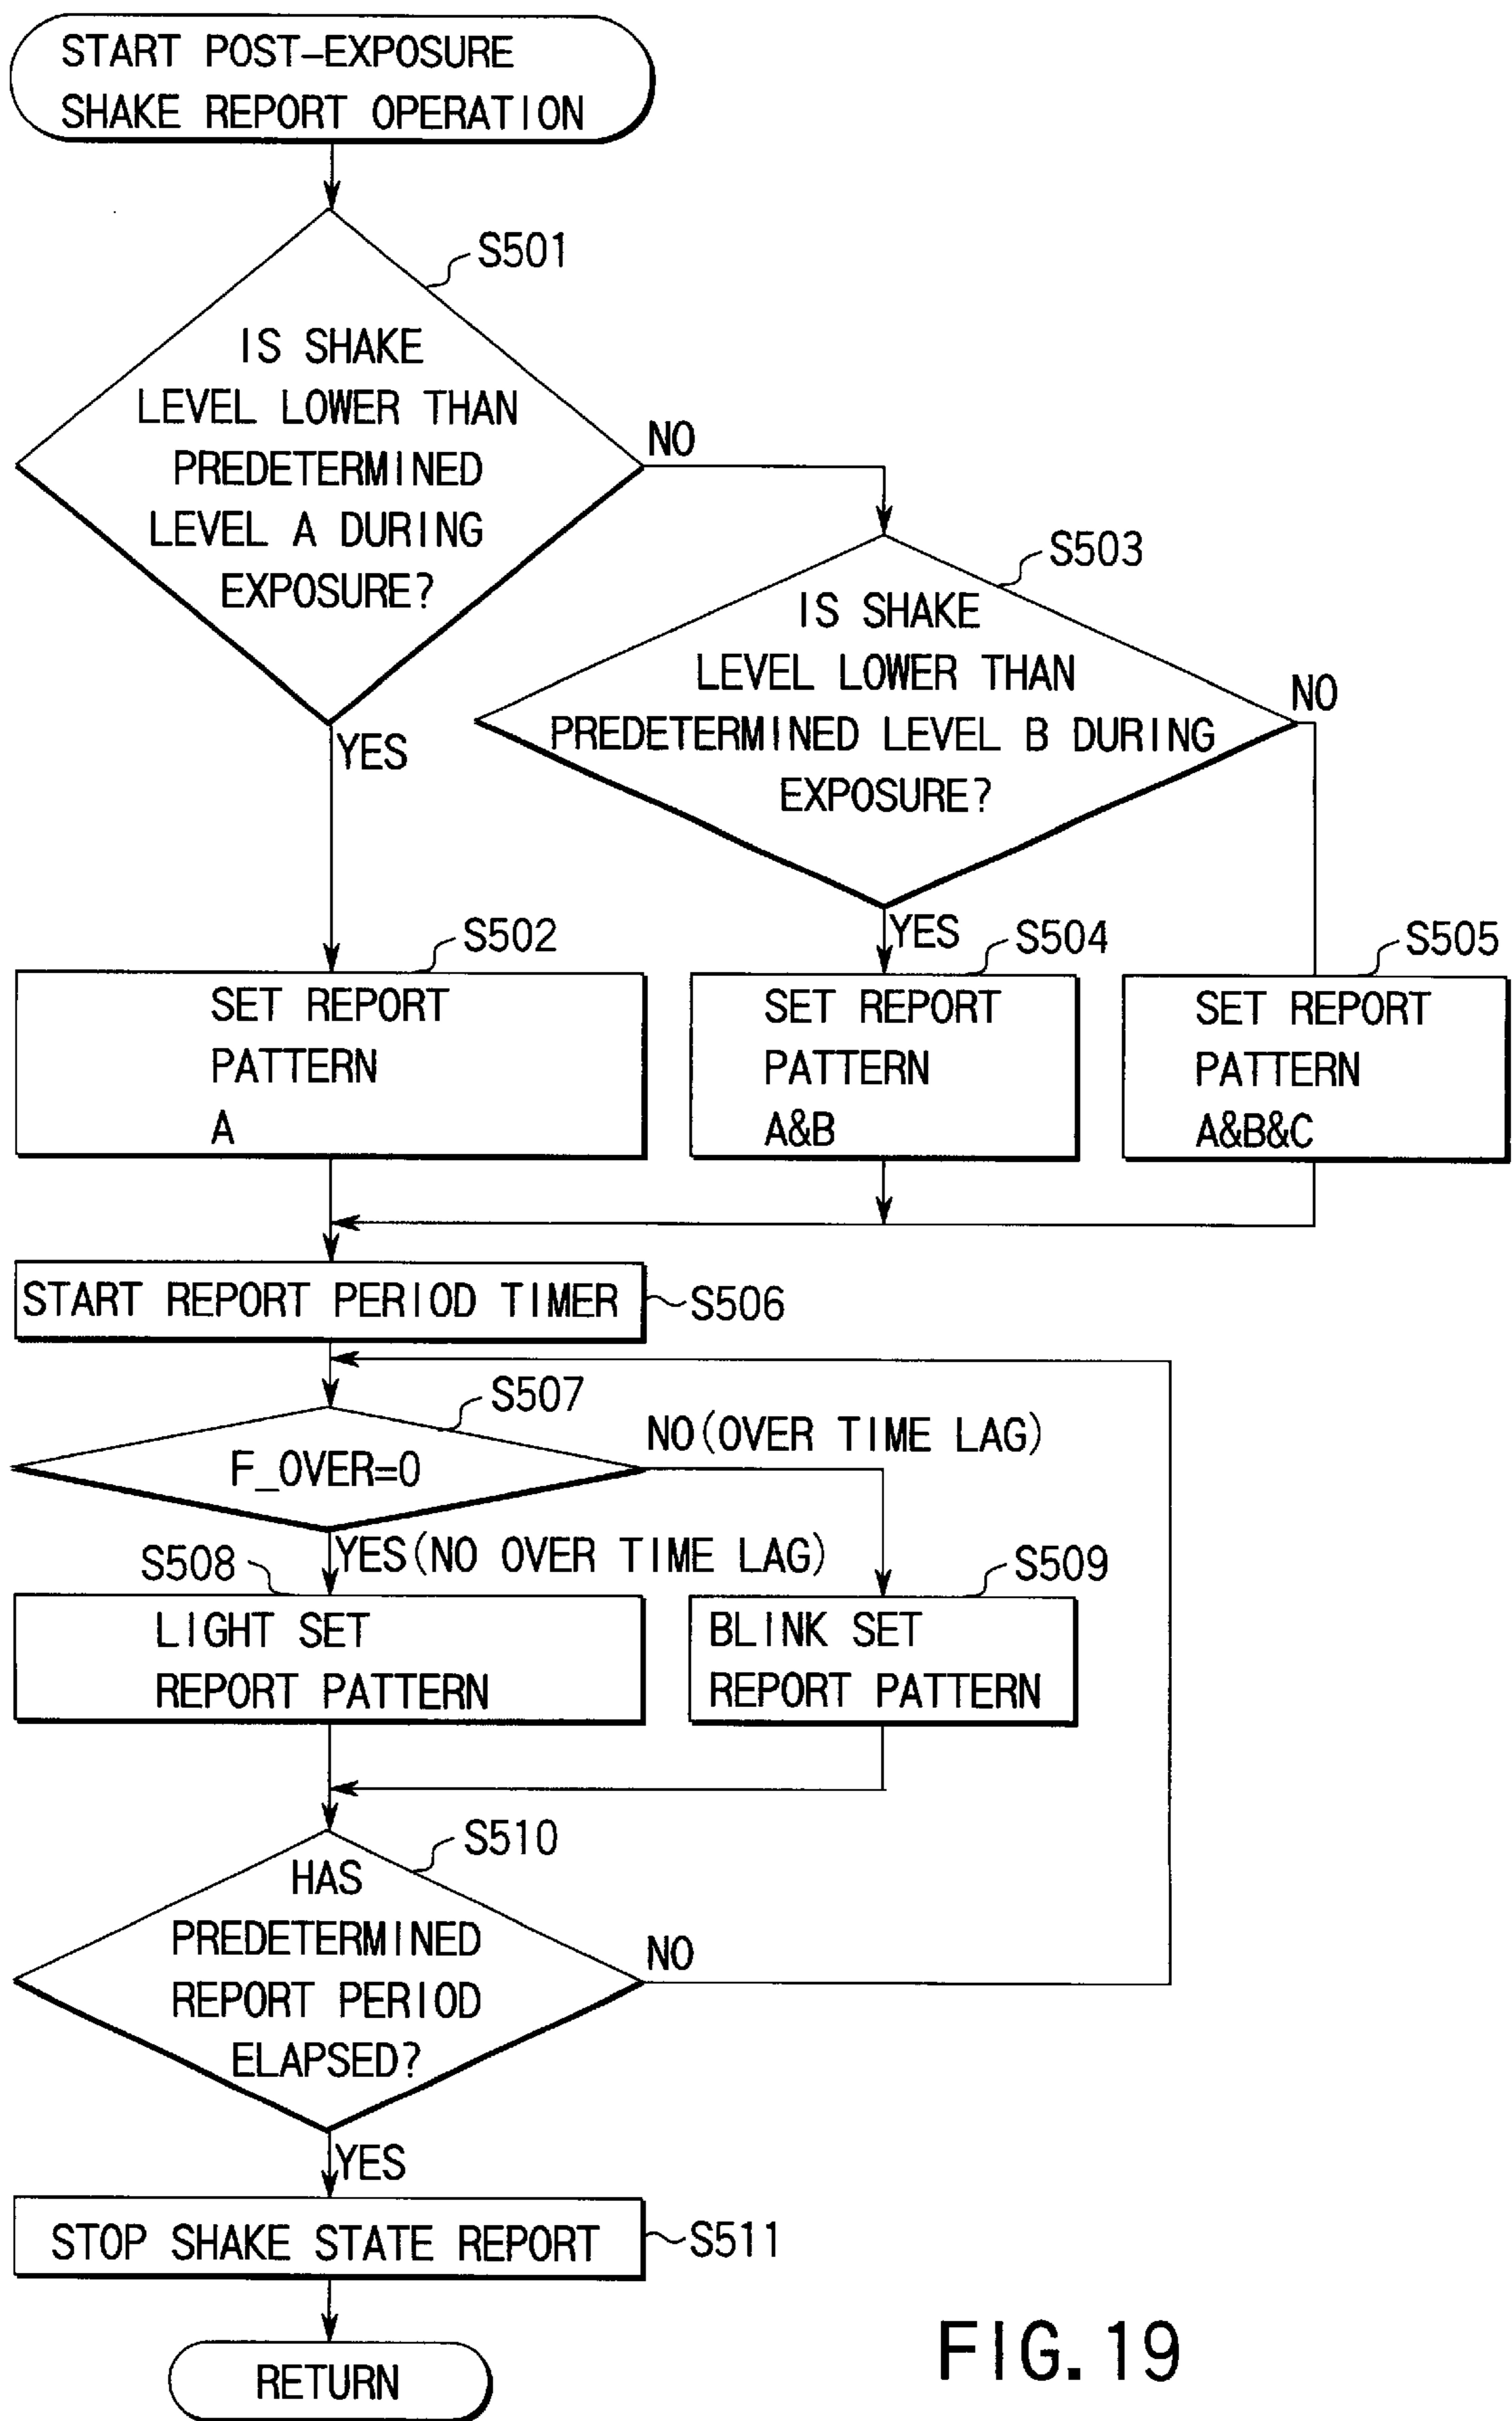 START POST-EXPOSURE
SHAKE REPORT OPERATION
S501
IS SHAKE
LEVEL LOWER THAN
PREDETERMINED
LEVEL A DURING
EXPOSURE?
NO
YES
S503
IS SHAKE
LEVEL LOWER THAN
PREDETERMINED LEVEL B DURING
EXPOSURE?
NO
YES
S502
SET REPORT
PATTERN
A
S504
SET REPORT
PATTERN
A&B
S505
SET REPORT
PATTERN
A&B&C
START REPORT PERIOD TIMER
S506
S507
F_OVER=0
NO(OVER TIME LAG)
YES(NO OVER TIME LAG)
S508
LIGHT SET
REPORT PATTERN
S509
BLINK SET
REPORT PATTERN
S510
HAS
PREDETERMINED
REPORT PERIOD
ELAPSED?
NO
YES
STOP SHAKE STATE REPORT
S511
RETURN
FIG.19